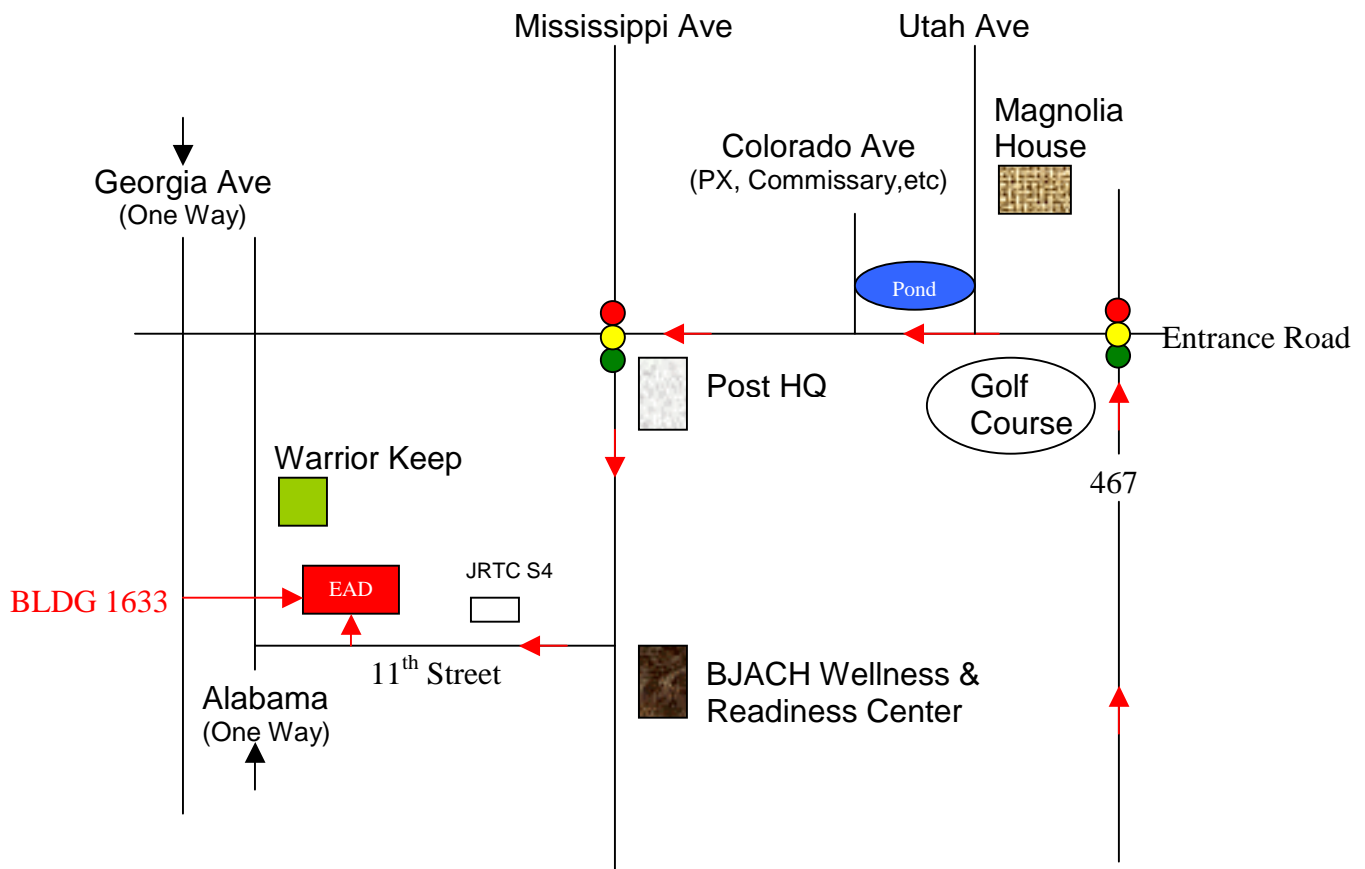 Mississippi Ave
Utah Ave
Magnolia
House
Colorado Ave
(PX, Commissary,etc)
Georgia Ave
(One Way)
Pond
Entrance Road
Post HQ
Golf
Course
Warrior Keep
467
JRTC S4
EAD
BLDG 1633
11th Street
BJACH Wellness &
Readiness Center
Alabama
(One Way)